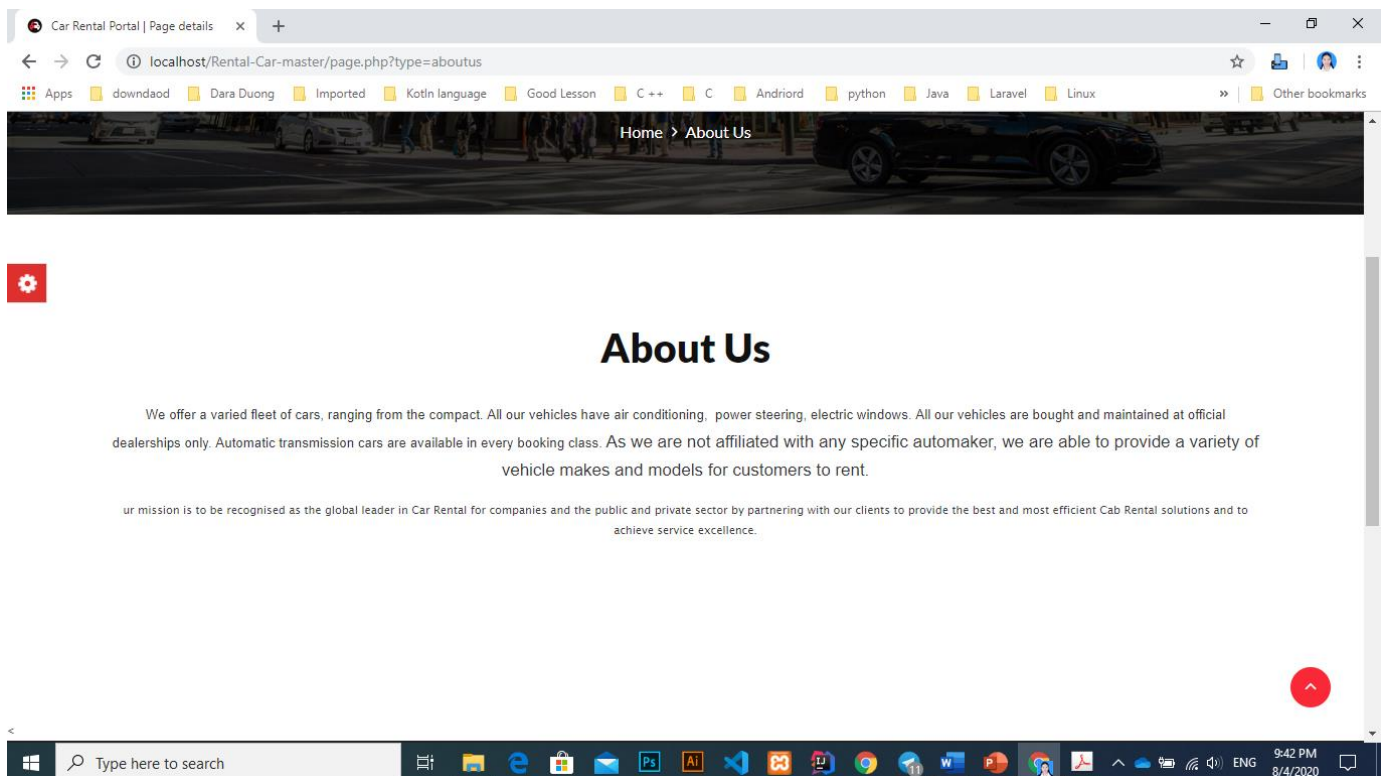 Car Rental Portal | Page details
localhost/Rental-Car-master/page.php?type=aboutus
Apps downdaod Dara Duong Imported Kotln language Good Lesson C ++ C Andriord python Java Laravel Linux » Other bookmarks
Home > About Us
About Us
We offer a varied fleet of cars, ranging from the compact. All our vehicles have air conditioning, power steering, electric windows. All our vehicles are bought and maintained at official
dealerships only. Automatic transmission cars are available in every booking class. As we are not affiliated with any specific automaker, we are able to provide a variety of
vehicle makes and models for customers to rent.
ur mission is to be recognised as the global leader in Car Rental for companies and the public and private sector by partnering with our clients to provide the best and most efficient Cab Rental solutions and to
achieve service excellence.
Type here to search
Ps Ai 11 ENG 9:42 PM
8/4/2020